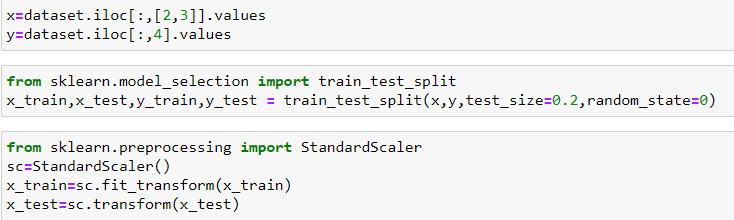 x=dataset.iloc[:,[2,3]].values
y=dataset.iloc[:,4].values
from sklearn.model_selection import train_test_split
x_train,x_test,y_train,y_test = train_test_split(x,y,test_size=0.2,random_state=0)
from sklearn.preprocessing import StandardScaler
sc=StandardScaler()
x_train=sc.fit_transform(x_train)
x_test=sc.transform(x_test)